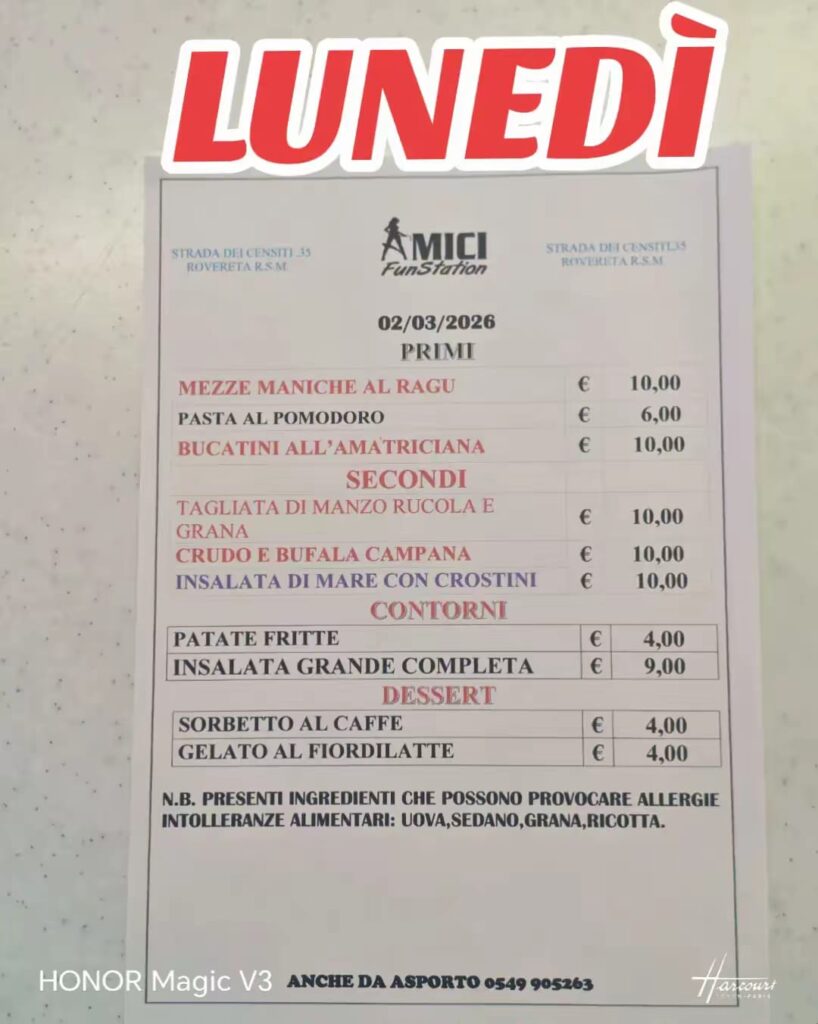 LUNEDÌ
STRADA DEI CENSITI .35
ROVERETA R.S.M.
AMICI
FunStation
STRADA DEI CENSITI.35
ROVERETA R.S.M.
02/03/2026
PRIMI
MEZZE MANICHE AL RAGU € 10,00
PASTA AL POMODORO € 6,00
BUCATINI ALL’AMATRICIANA € 10,00
SECONDI
TAGLIATA DI MANZO RUCOLA E
GRANA € 10,00
CRUDO E BUFALA CAMPANA € 10,00
INSALATA DI MARE CON CROSTINI € 10,00
CONTORNI
PATATE FRITTE € 4,00
INSALATA GRANDE COMPLETA € 9,00
DESSERT
SORBETTO AL CAFFE € 4,00
GELATO AL FIORDILATTE € 4,00
N.B. PRESENTI INGREDIENTI CHE POSSONO PROVOCARE ALLERGIE
INTOLLERANZE ALIMENTARI: UOVA,SEDANO,GRANA,RICOTTA.
ANCHE DA ASPORTO 0549 905263
HONOR Magic V3
Harcourt